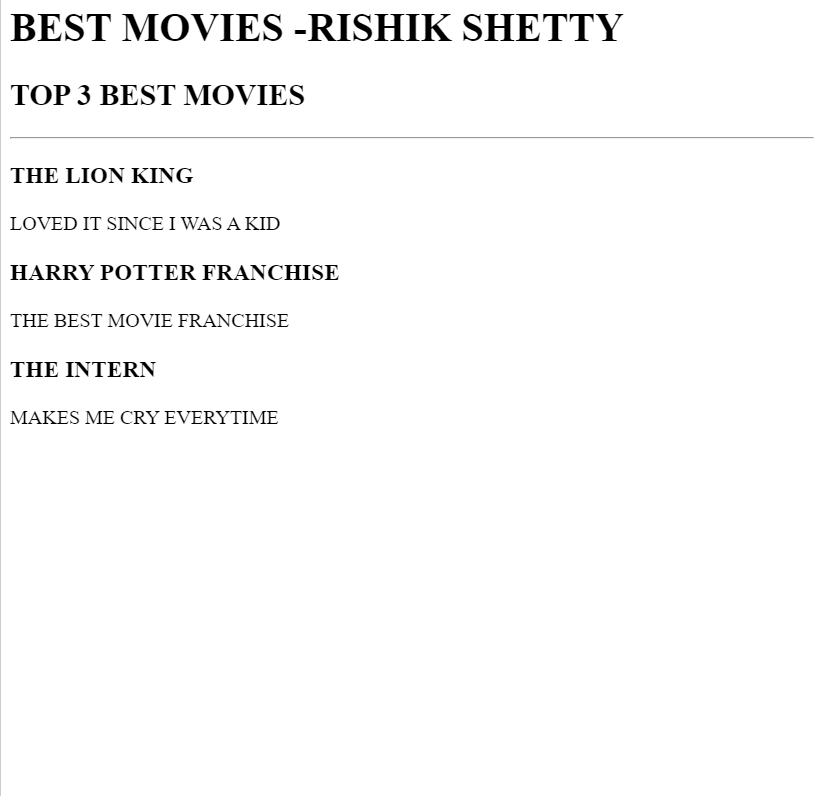 BEST MOVIES -RISHIK SHETTY
TOP 3 BEST MOVIES
THE LION KING
LOVED IT SINCE I WAS A KID
HARRY POTTER FRANCHISE
THE BEST MOVIE FRANCHISE
THE INTERN
MAKES ME CRY EVERYTIME